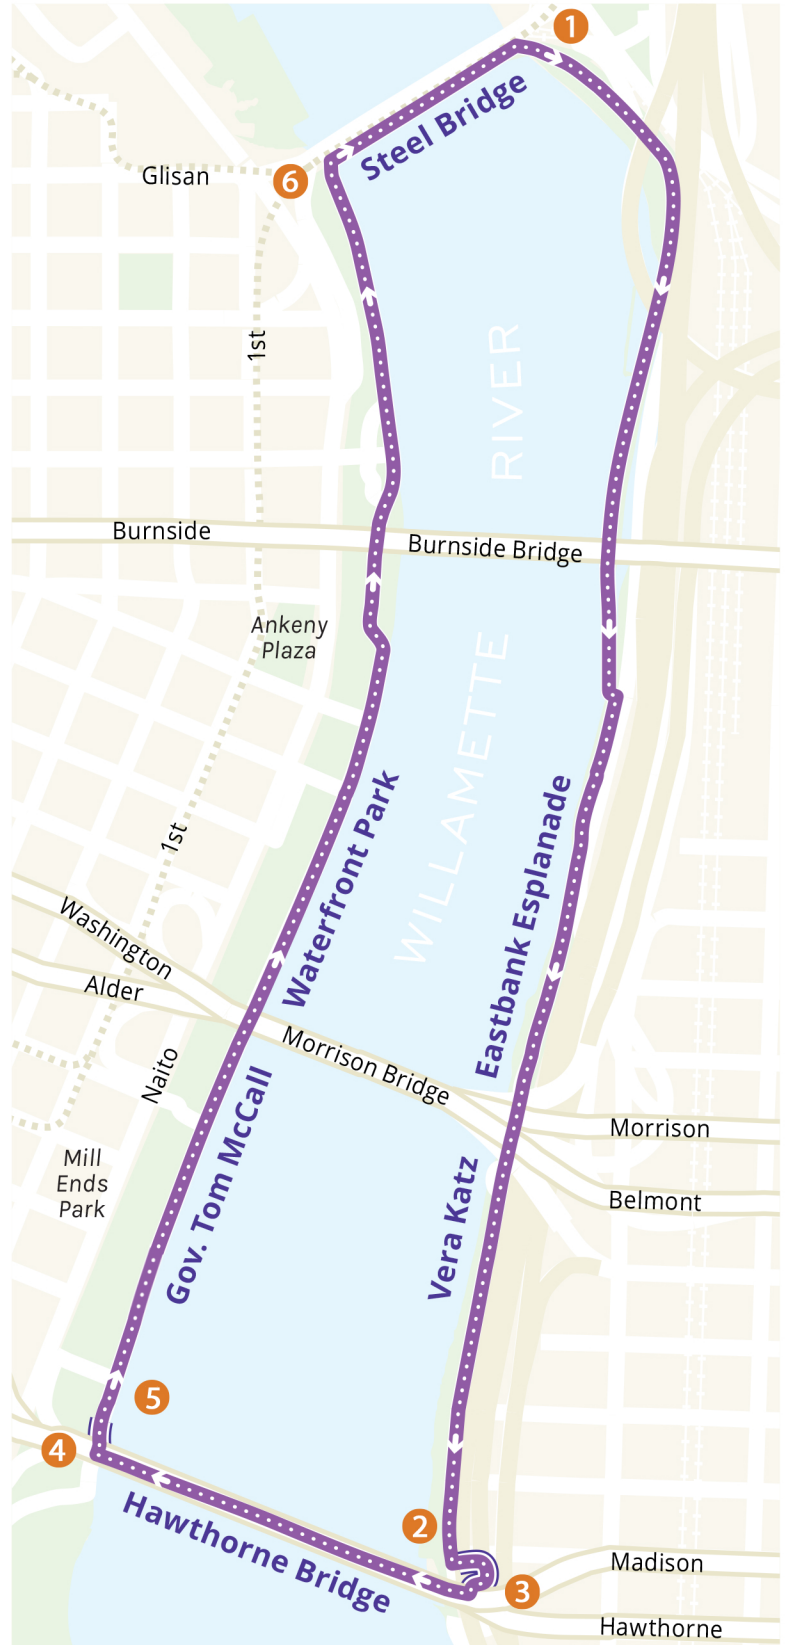 1
Steel Bridge
Glisan
6
1st
RIVER
Burnside
Burnside Bridge
Ankeny
Plaza
WILLAMETTE
Waterfront Park
Eastbank Esplanade
1st
Washington
Alder
Morrison Bridge
Naito
Gov. Tom McCall
Morrison
Mill
Ends
Park
Vera Katz
Belmont
5
4
Hawthorne Bridge
2
3
Madison
Hawthorne